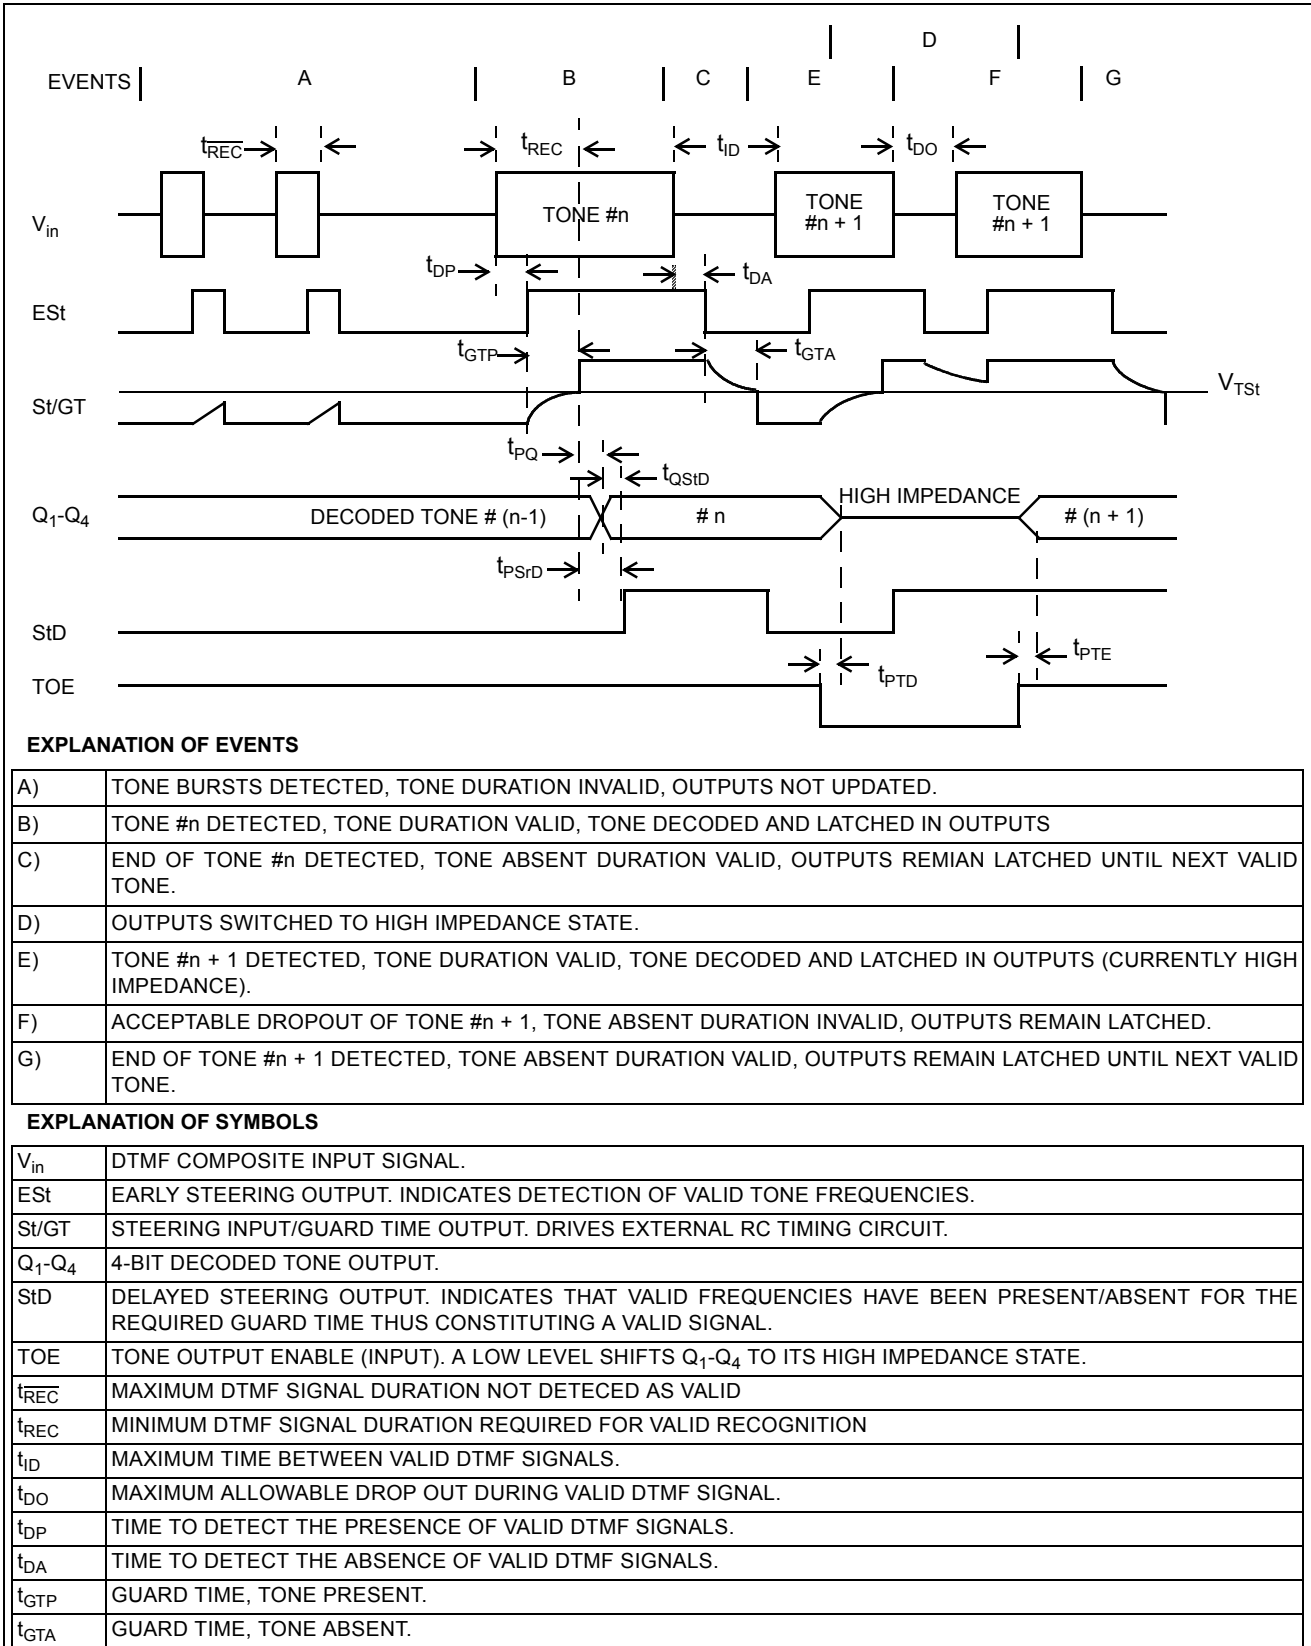 D
EVENTS A B C E F G
tREC tREC tID tDO
Vin TONE #n TONE #n + 1 TONE #n + 1
tDP tDA
ESt
tGTP tGTA
St/GT VTSt
tPQ tQStD
Q1-Q4 DECODED TONE # (n-1) # n HIGH IMPEDANCE # (n + 1)
tPSrD
StD
tPTD tPTE
TOE
EXPLANATION OF EVENTS
A) TONE BURSTS DETECTED, TONE DURATION INVALID, OUTPUTS NOT UPDATED.
B) TONE #n DETECTED, TONE DURATION VALID, TONE DECODED AND LATCHED IN OUTPUTS
C) END OF TONE #n DETECTED, TONE ABSENT DURATION VALID, OUTPUTS REMIAN LATCHED UNTIL NEXT VALID
TONE.
D) OUTPUTS SWITCHED TO HIGH IMPEDANCE STATE.
E) TONE #n + 1 DETECTED, TONE DURATION VALID, TONE DECODED AND LATCHED IN OUTPUTS (CURRENTLY HIGH
IMPEDANCE).
F) ACCEPTABLE DROPOUT OF TONE #n + 1, TONE ABSENT DURATION INVALID, OUTPUTS REMAIN LATCHED.
G) END OF TONE #n + 1 DETECTED, TONE ABSENT DURATION VALID, OUTPUTS REMAIN LATCHED UNTIL NEXT VALID
TONE.
EXPLANATION OF SYMBOLS
Vin DTMF COMPOSITE INPUT SIGNAL.
ESt EARLY STEERING OUTPUT. INDICATES DETECTION OF VALID TONE FREQUENCIES.
St/GT STEERING INPUT/GUARD TIME OUTPUT. DRIVES EXTERNAL RC TIMING CIRCUIT.
Q1-Q4 4-BIT DECODED TONE OUTPUT.
StD DELAYED STEERING OUTPUT. INDICATES THAT VALID FREQUENCIES HAVE BEEN PRESENT/ABSENT FOR THE
REQUIRED GUARD TIME THUS CONSTITUTING A VALID SIGNAL.
TOE TONE OUTPUT ENABLE (INPUT). A LOW LEVEL SHIFTS Q1-Q4 TO ITS HIGH IMPEDANCE STATE.
tREC MAXIMUM DTMF SIGNAL DURATION NOT DETECED AS VALID
tREC MINIMUM DTMF SIGNAL DURATION REQUIRED FOR VALID RECOGNITION
tID MAXIMUM TIME BETWEEN VALID DTMF SIGNALS.
tDO MAXIMUM ALLOWABLE DROP OUT DURING VALID DTMF SIGNAL.
tDP TIME TO DETECT THE PRESENCE OF VALID DTMF SIGNALS.
tDA TIME TO DETECT THE ABSENCE OF VALID DTMF SIGNALS.
tGTP GUARD TIME, TONE PRESENT.
tGTA GUARD TIME, TONE ABSENT.